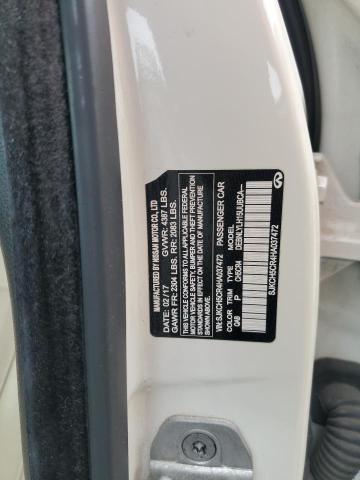 MANUFACTURED BY NISSAN MOTOR CO., LTD
DATE: 02/17 GVWR: 4387 LBS.
GAWR FR: 2304 LBS. RR: 2083 LBS.
THIS VEHICLE CONFORMS TO ALL
APPLICABLE FEDERAL
MOTOR VEHICLE SAFETY, BUMPER, AND THEFT PREVENTION
STANDARDS IN EFFECT ON THE DATE OF MANUFACTURE
SHOWN ABOVE.
VIN: SJKCH5CR4HA037472 PASSENGER CAR
COLOR TRIM TYPE MODEL
QAB P CH5CR4
SJKCH5CR4HA037472